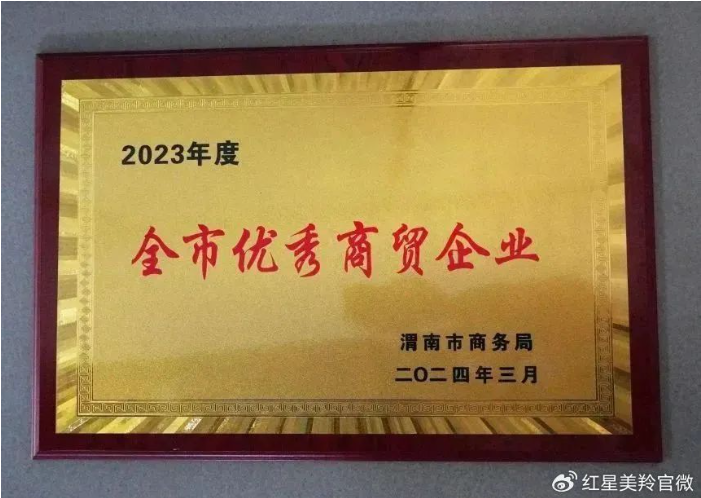 2023年度
全市优秀商贸企业
渭南市商务局
二〇二四年三月
红星美羚官微